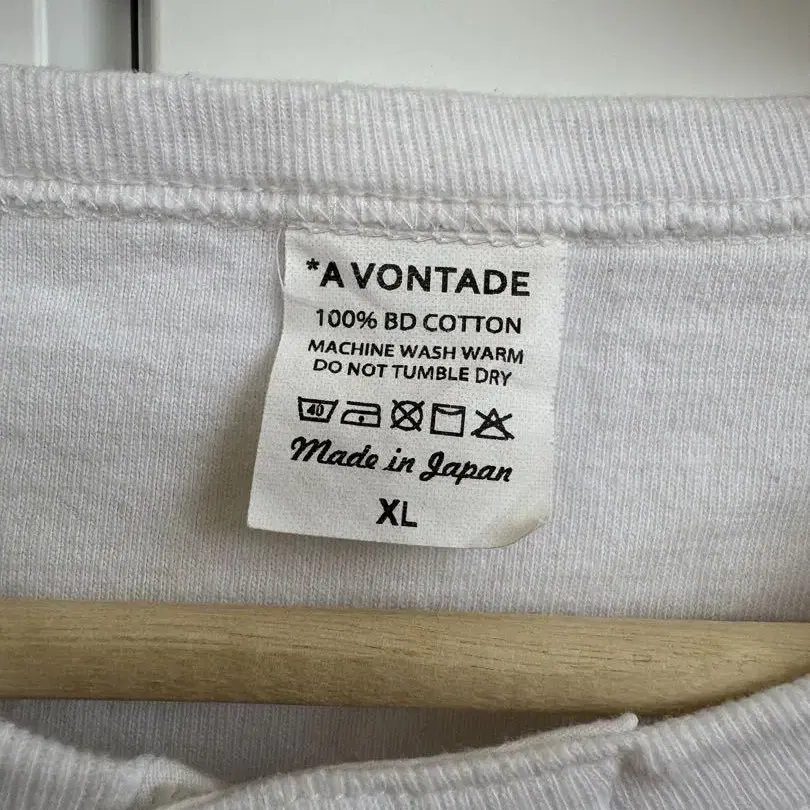 *A VONTADE
100% BD COTTON
MACHINE WASH WARM
DO NOT TUMBLE DRY
40
Made in Japan
XL